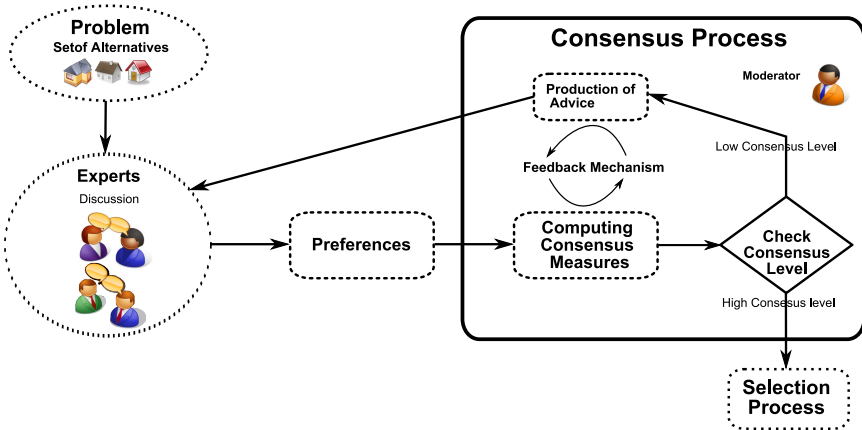 Problem
Setof Alternatives
Experts
Discussion
Preferences
Consensus Process
Moderator
Production of
Advice
Low Consensus Level
Feedback Mechanism
Computing
Consensus
Measures
Check
Consensus
Level
High Consesus level
Selection
Process